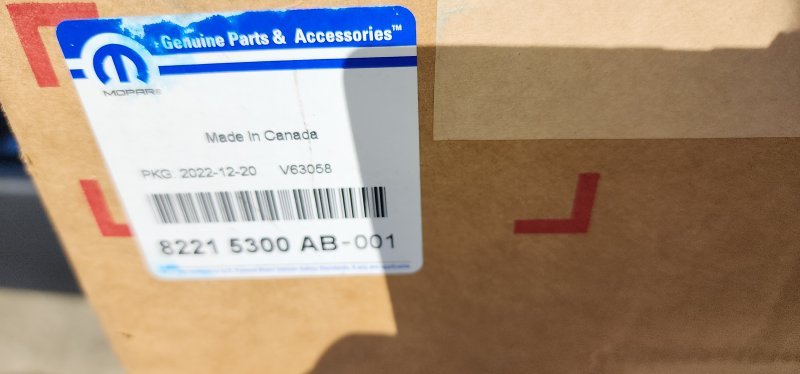 Genuine Parts & Accessories™
MOPAR®
Made In Canada
PKG. 2022-12-20 V63058
8221 5300 AB-001